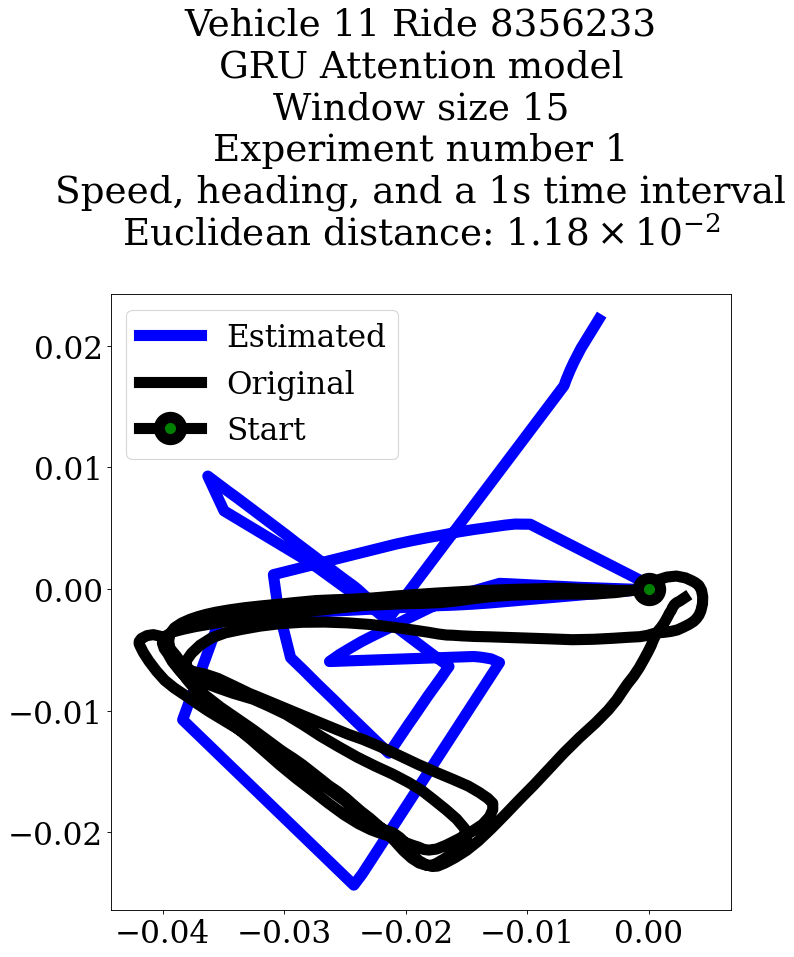 Vehicle 11 Ride 8356233
GRU Attention model
Window size 15
Experiment number 1
Speed, heading, and a 1s time interval
Euclidean distance: 1.18 × 10⁻²
Estimated
Original
Start
0.02
0.01
0.00
−0.01
−0.02
−0.04
−0.03
−0.02
−0.01
0.00